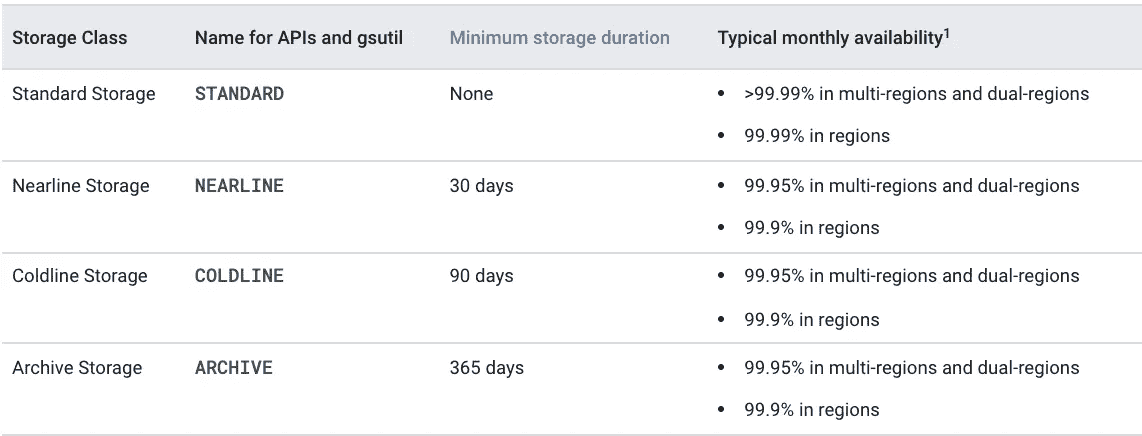 Storage Class Name for APIs and gsutil Minimum storage duration Typical monthly availability1
Standard Storage STANDARD None • >99.99% in multi-regions and dual-regions
• 99.99% in regions
Nearline Storage NEARLINE 30 days • 99.95% in multi-regions and dual-regions
• 99.9% in regions
Coldline Storage COLDLINE 90 days • 99.95% in multi-regions and dual-regions
• 99.9% in regions
Archive Storage ARCHIVE 365 days • 99.95% in multi-regions and dual-regions
• 99.9% in regions